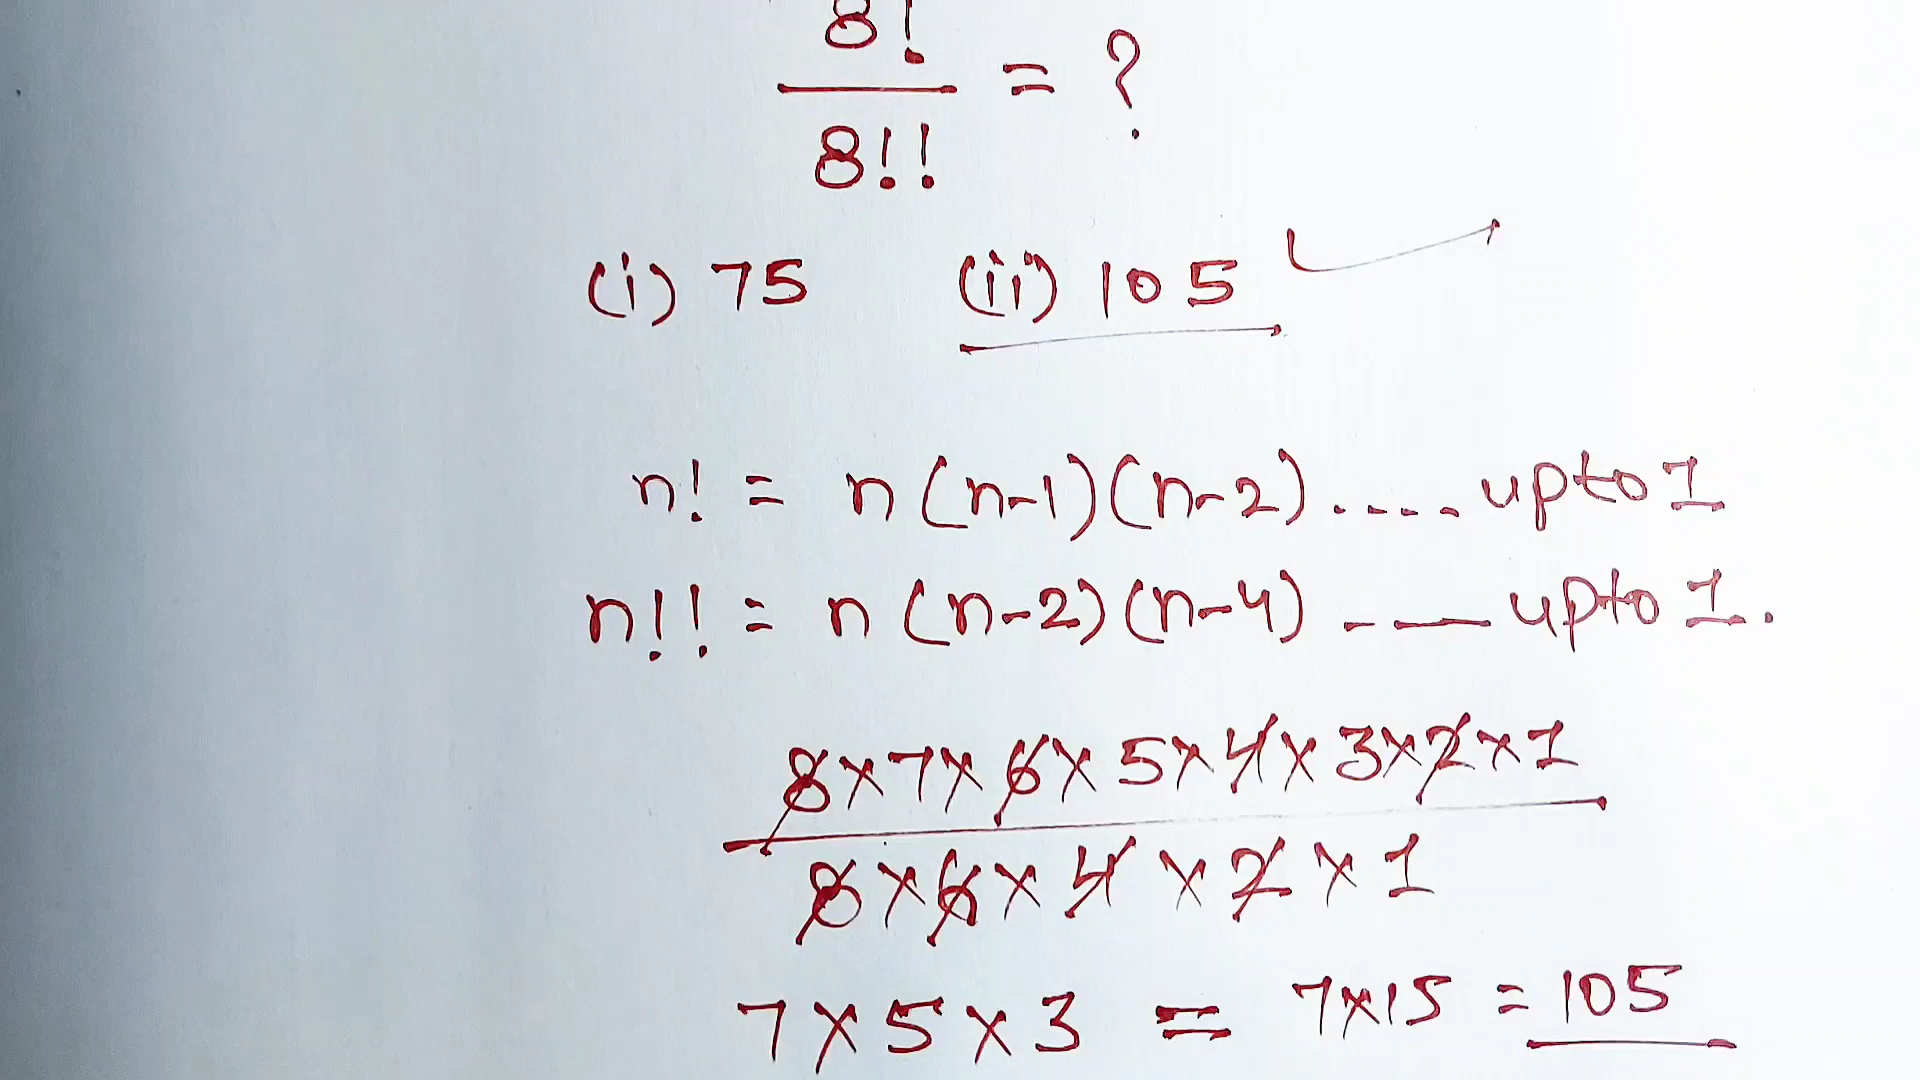 8!
= ?
8!!
(i) 75 (ii) 105 ✓
n! = n(n-1)(n-2)..... upto 1
n!! = n(n-2)(n-4) ---- upto 1.
8×7×6×5×4×3×2×1
8×6×4×2×1
7×5×3 = 7×15 = 105